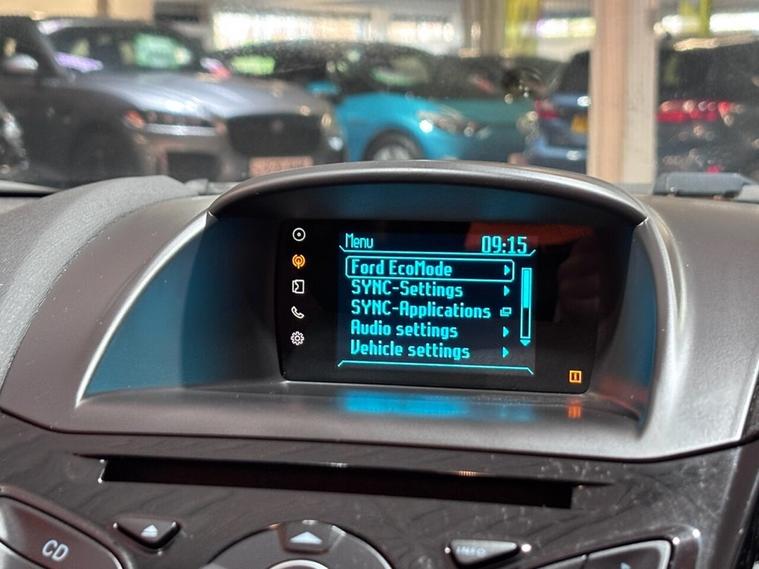 Menu 09:15
Ford EcoMode
SYNC-Settings
SYNC-Applications
Audio settings
Vehicle settings
CD
INFO